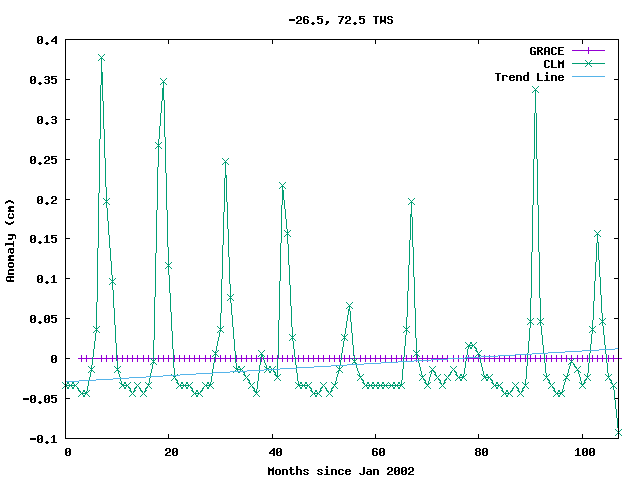 -26.5, 72.5 TWS
GRACE
CLM
Trend Line
0.4
0.35
0.3
0.25
0.2
0.15
0.1
0.05
0
-0.05
-0.1
Anomaly (cm)
0 20 40 60 80 100
Months since Jan 2002